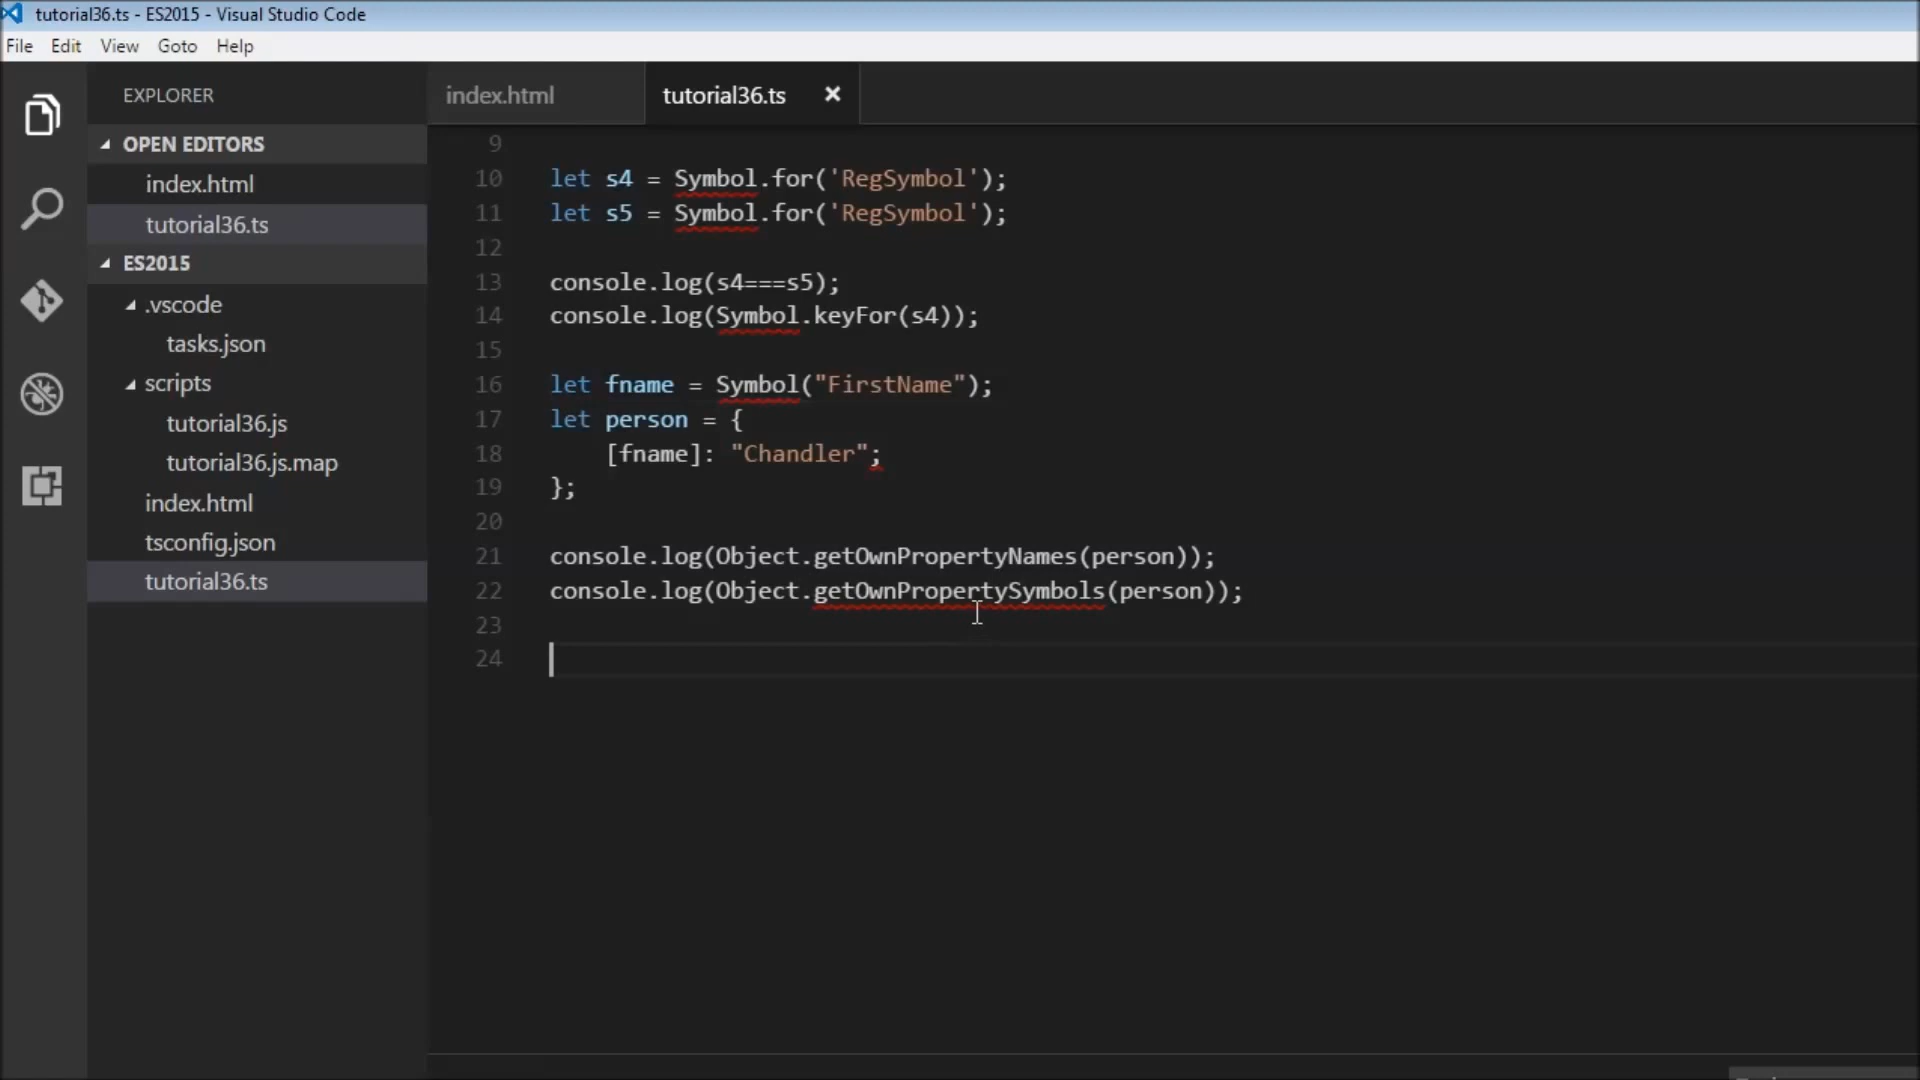 tutorial36.ts - ES2015 - Visual Studio Code
File Edit View Goto Help
EXPLORER
OPEN EDITORS
index.html
tutorial36.ts
ES2015
.vscode
tasks.json
scripts
tutorial36.js
tutorial36.js.map
index.html
tsconfig.json
tutorial36.ts
index.html tutorial36.ts
9
10 let s4 = Symbol.for('RegSymbol');
11 let s5 = Symbol.for('RegSymbol');
12
13 console.log(s4===s5);
14 console.log(Symbol.keyFor(s4));
15
16 let fname = Symbol("FirstName");
17 let person = {
18 [fname]: "Chandler";
19 };
20
21 console.log(Object.getOwnPropertyNames(person));
22 console.log(Object.getOwnPropertySymbols(person));
23
24